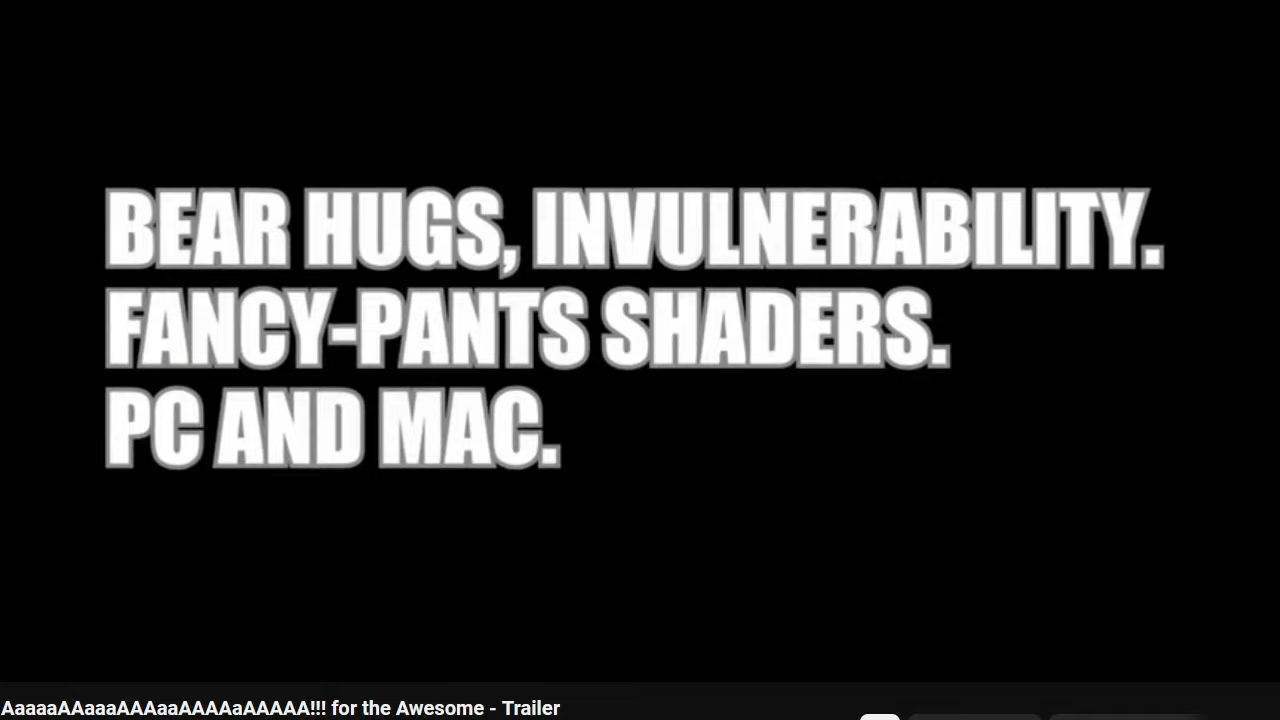 BEAR HUGS, INVULNERABILITY.
FANCY-PANTS SHADERS.
PC AND MAC.
AaaaaAAaaaAAAaaAAAAaAAAAA!!! for the Awesome - Trailer